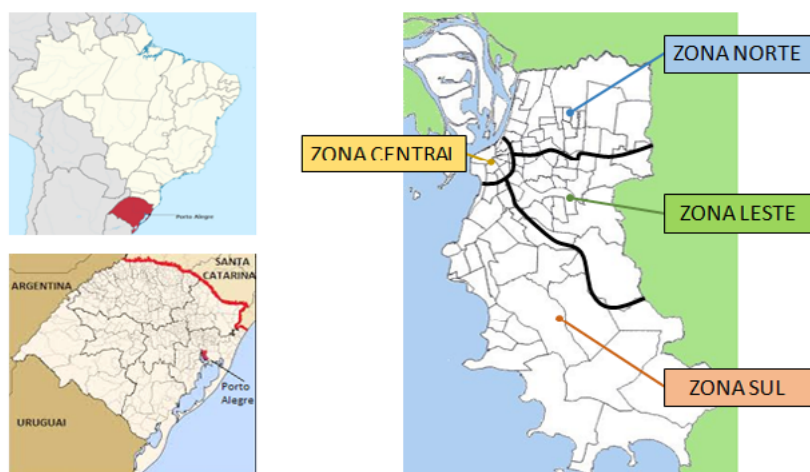 Porto Alegre
ARGENTINA
SANTA
CATARINA
Porto
Alegre
URUGUAI
ZONA NORTE
ZONA CENTRAL
ZONA LESTE
ZONA SUL